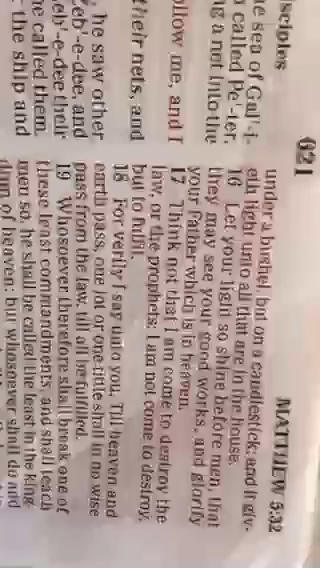 621
MATTHEW 5:32
isciples
he sea of Găl'-ĭ-
called Pē'-tẽr,
g a net into the
ollow me, and I
their nets, and
he saw other
eb'-e-dee, and
eb'-e-dee their
he called them.
the ship and
under a bushel, but on a candlestick; and it giv-
eth light unto all that are in the house.
16 Let your light so shine before men, that
they may see your good works, and glorify
your Father which is in heaven.
17 Think not that I am come to destroy the
law, or the prophets: I am not come to destroy,
but to fulfil.
18 For verily I say unto you, Till heaven and
earth pass, one jot or one tittle shall in no wise
pass from the law, till all be fulfilled.
19 Whosoever therefore shall break one of
these least commandments, and shall teach
men so, he shall be called the least in the king-
dom of heaven: but whosoever shall do and